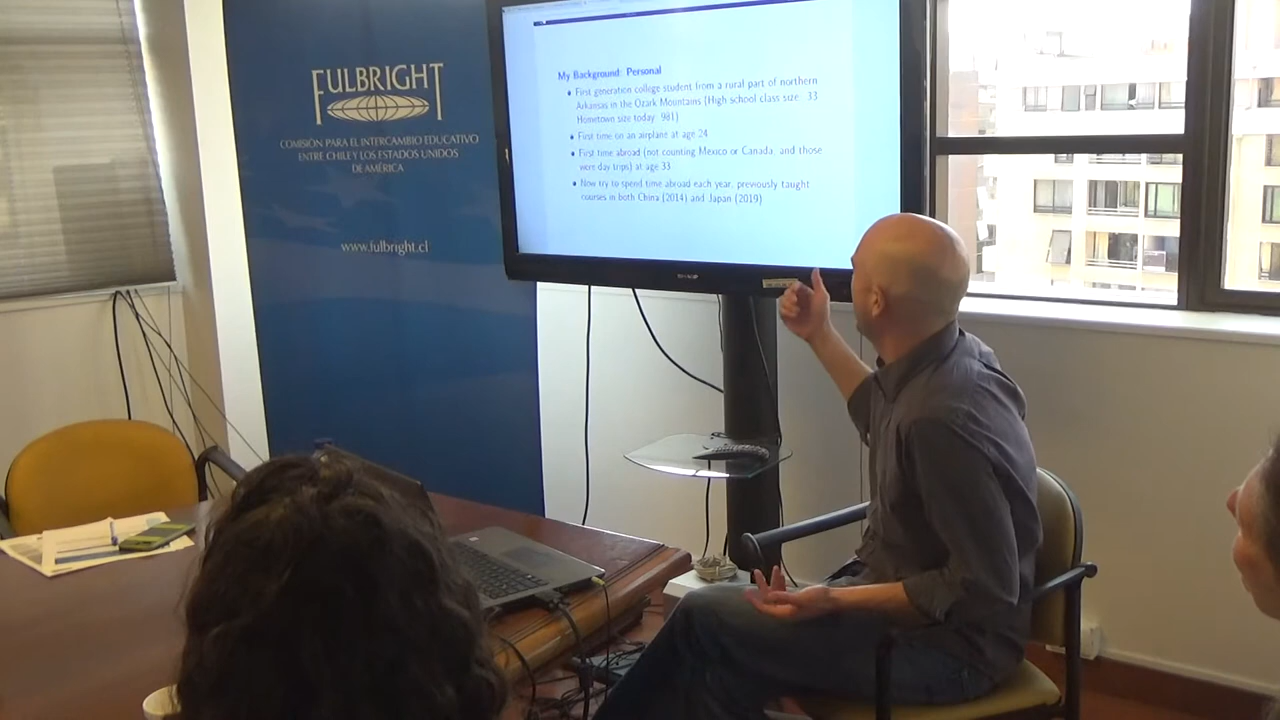 FULBRIGHT
COMISIÓN PARA EL INTERCAMBIO EDUCATIVO
ENTRE CHILE Y LOS ESTADOS UNIDOS
DE AMÉRICA
www.fulbright.cl
My Background: Personal
First generation college student from a rural part of northern
Arkansas in the Ozark Mountains (High school class size: 33
Hometown size today: 981)
First time on an airplane at age 24
First time abroad (not counting Mexico or Canada, and those
were day trips) at age 33
Now try to spend time abroad each year, previously taught
courses in both China (2014) and Japan (2019)
SHARP